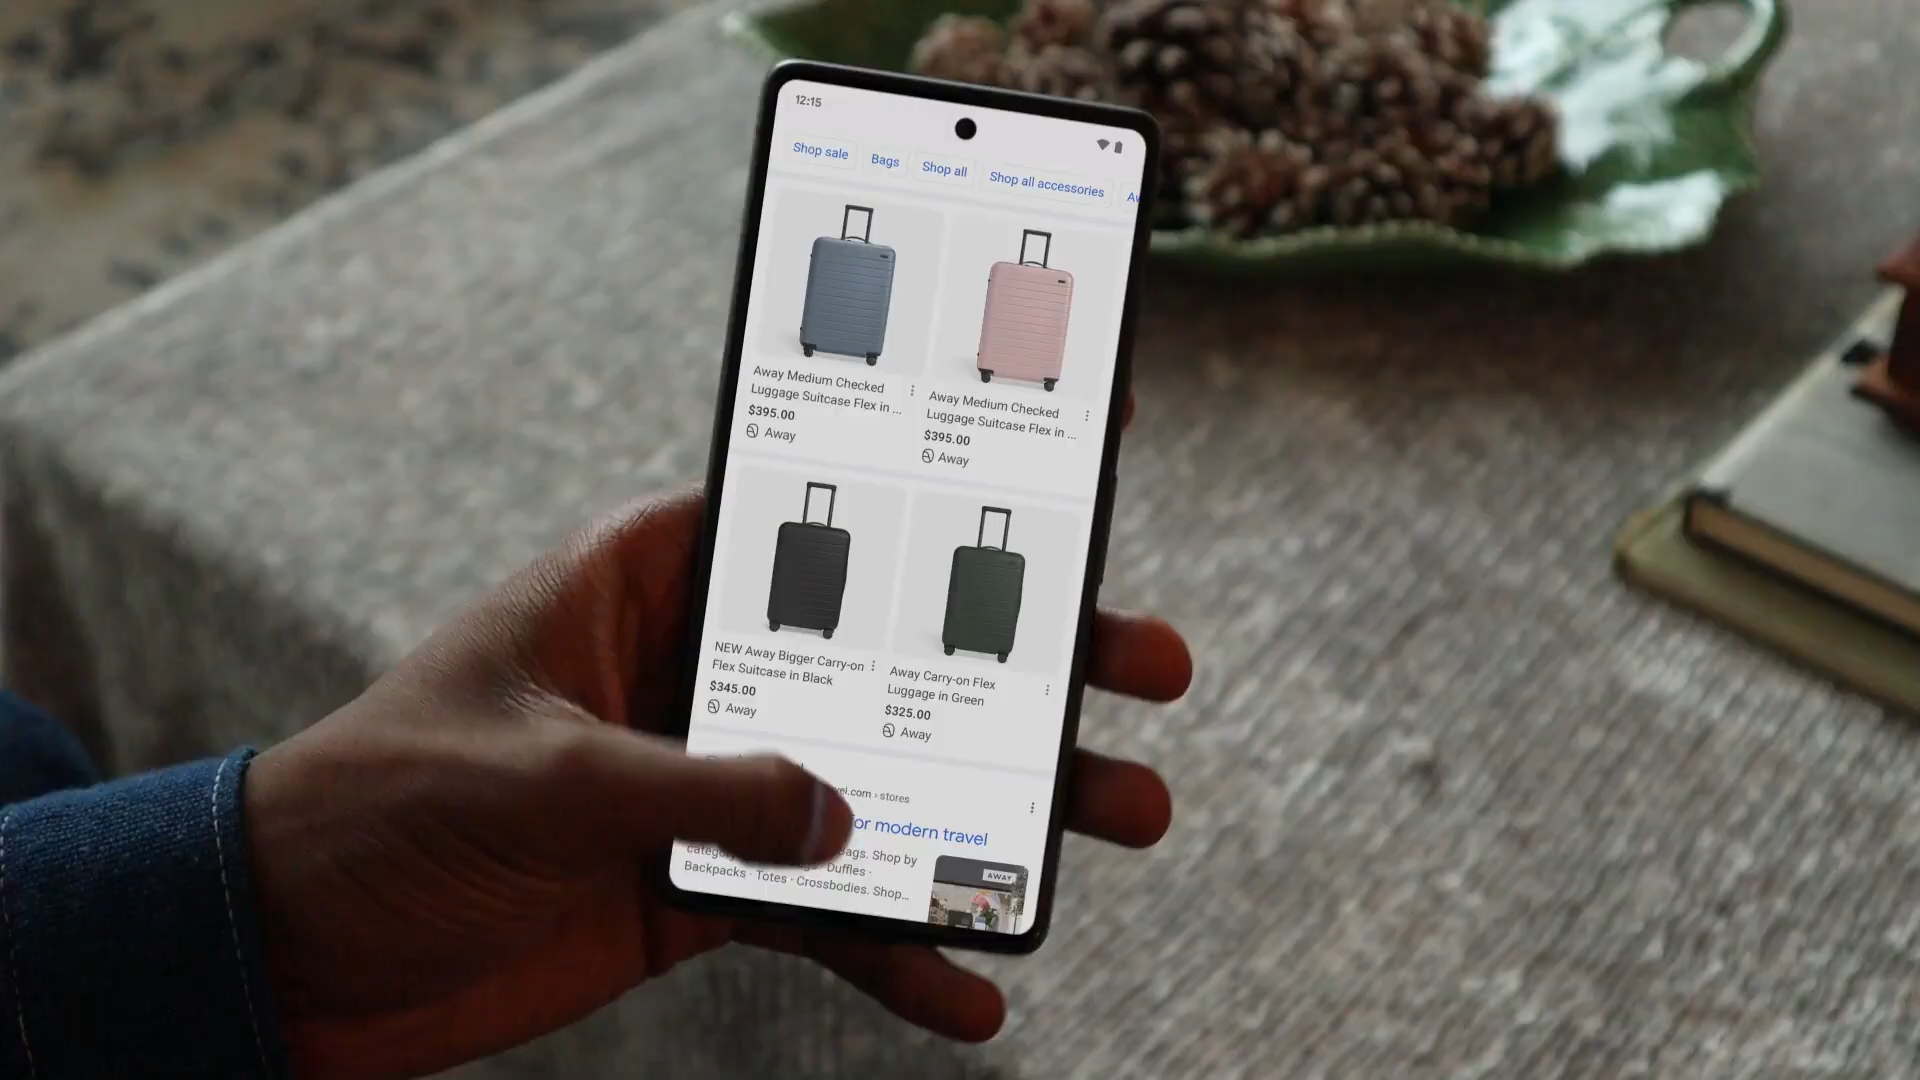 12:15
Shop sale
Bags
Shop all
Shop all accessories
Away Medium Checked
Luggage Suitcase Flex in ...
$395.00
Away
Away Medium Checked
Luggage Suitcase Flex in ...
$395.00
Away
NEW Away Bigger Carry-on
Flex Suitcase in Black
$345.00
Away
Away Carry-on Flex
Luggage in Green
$325.00
Away
.com › stores
for modern travel
Bags. Shop by
Duffles ·
Backpacks · Totes · Crossbodies. Shop...
AWAY